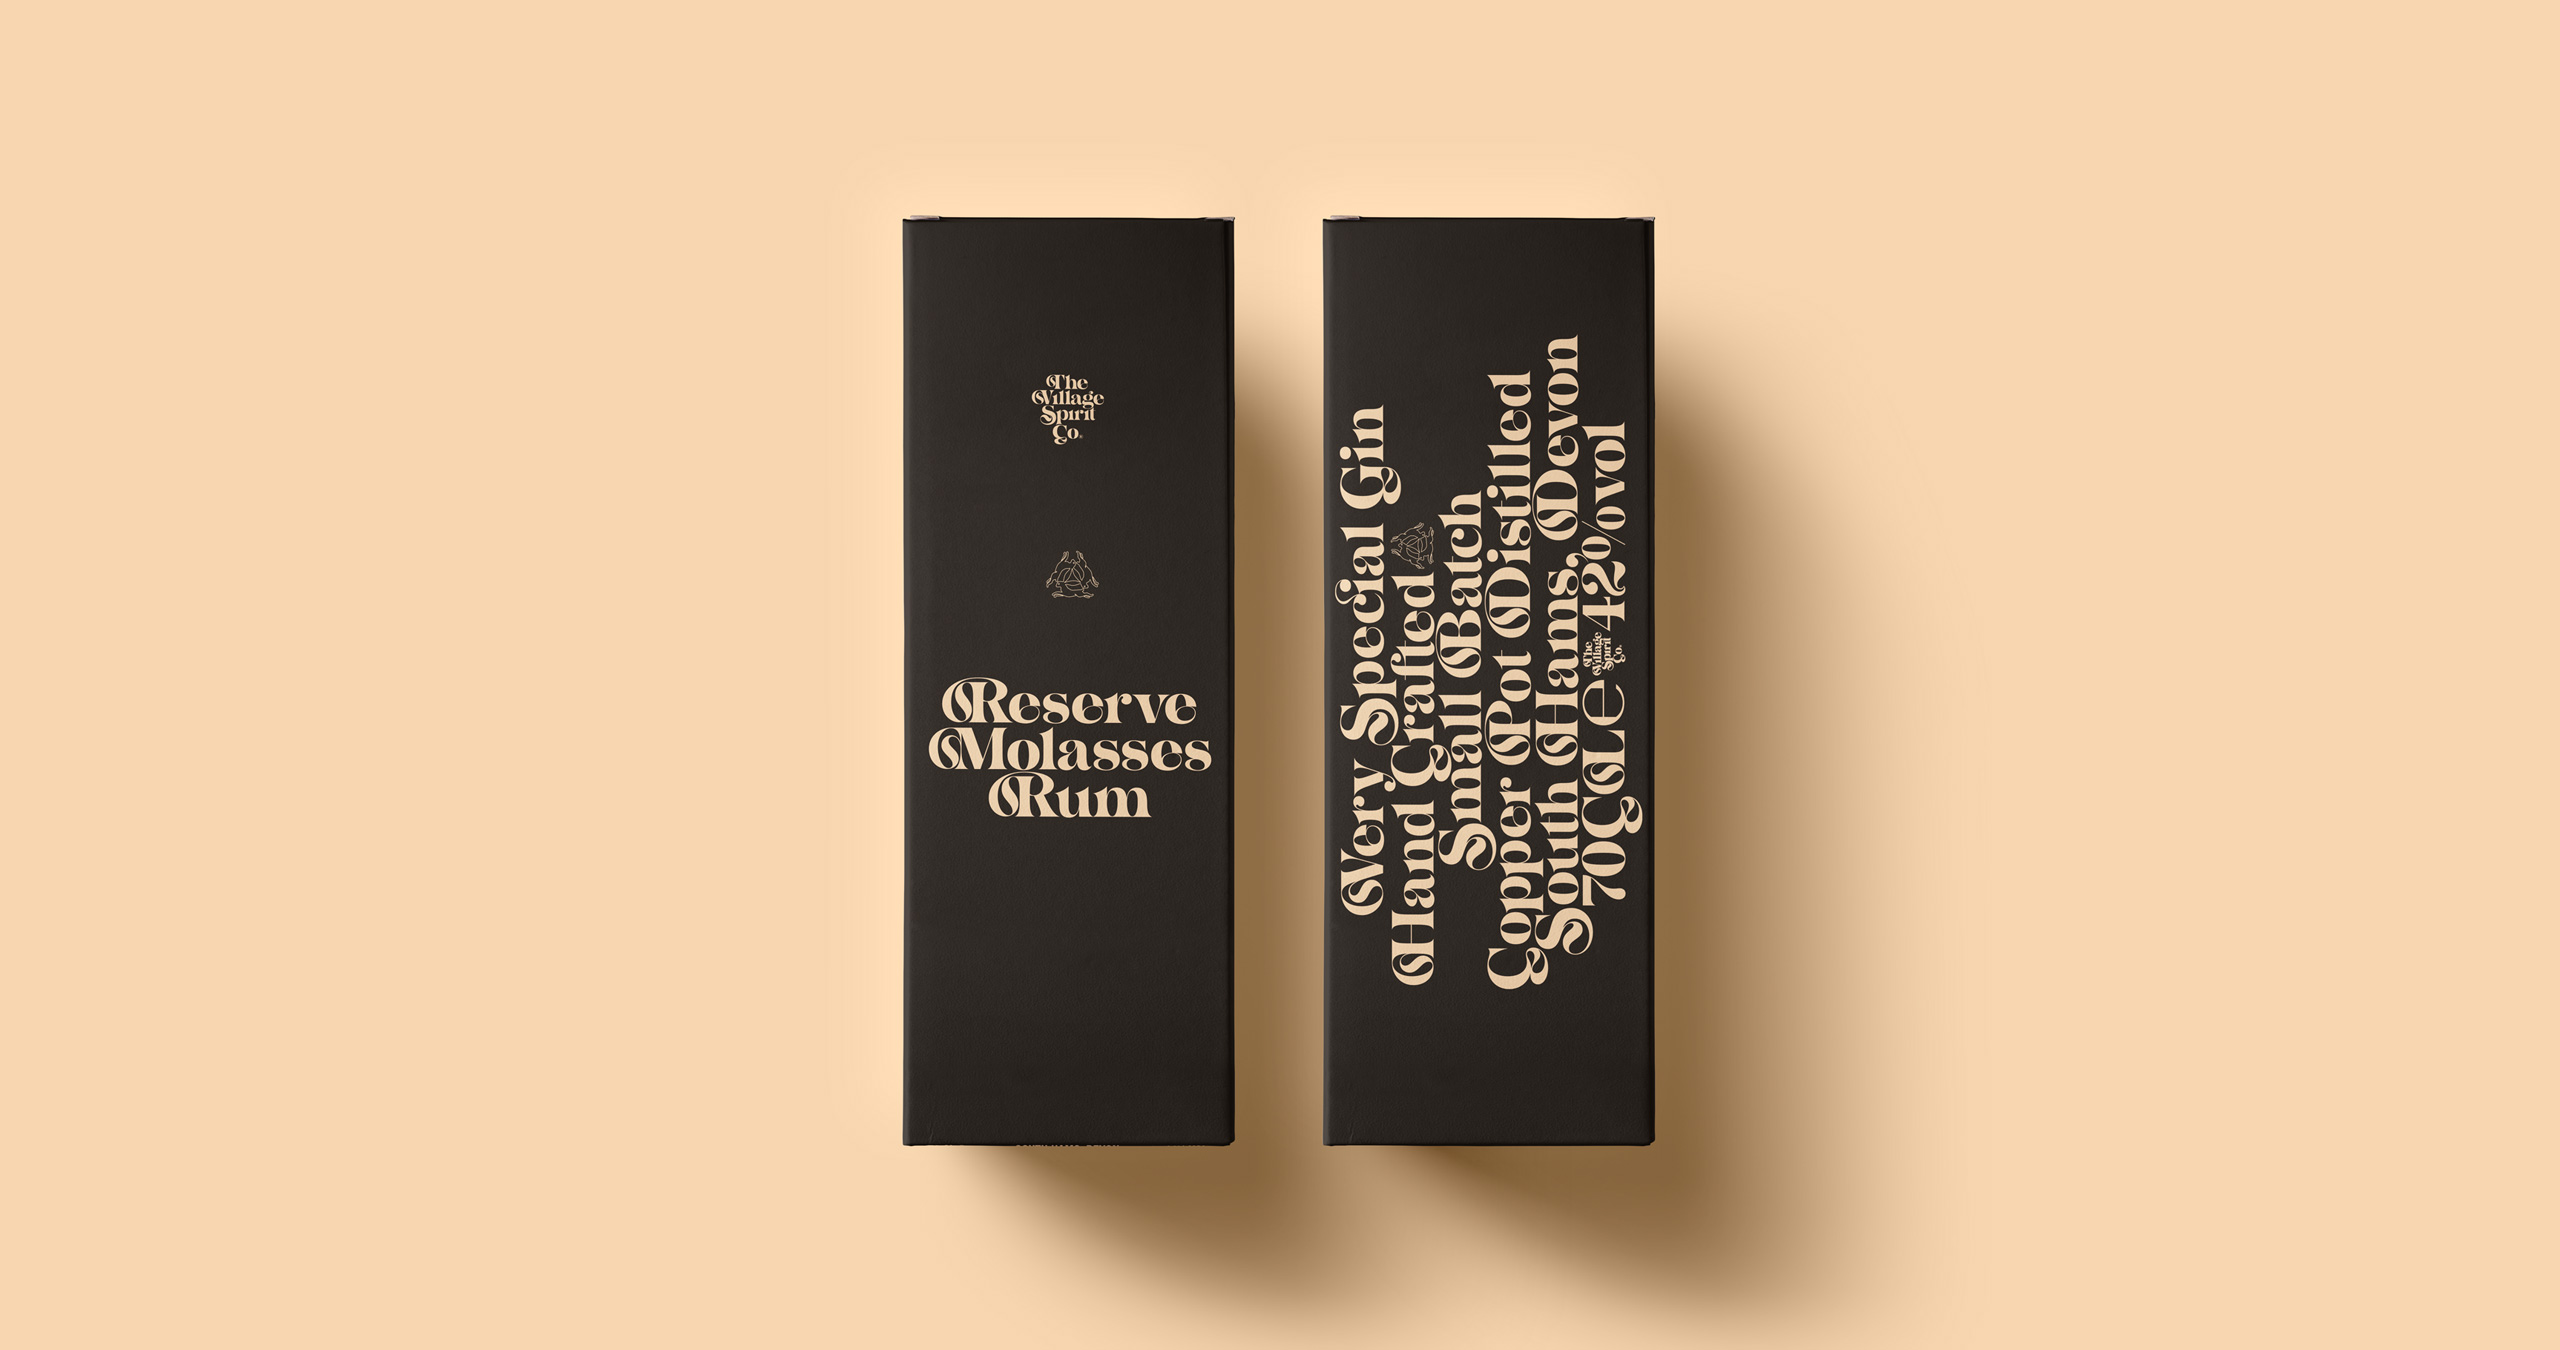 The
Village
Spirit
Co.
Reserve
Molasses
Rum
Very Special Gin
Hand Crafted
Small Batch
Copper Pot Distilled
South Hams, Devon
70CLe The Village Spirit Co. 42%vol